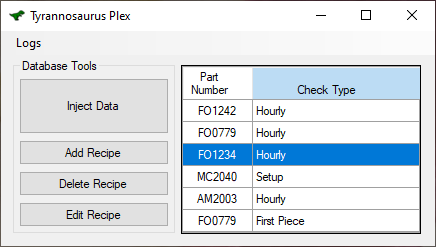 Tyrannosaurus Plex
Logs
Database Tools
Inject Data
Add Recipe
Delete Recipe
Edit Recipe
Part Number Check Type
FO1242 Hourly
FO0779 Hourly
FO1234 Hourly
MC2040 Setup
AM2003 Hourly
FO0779 First Piece